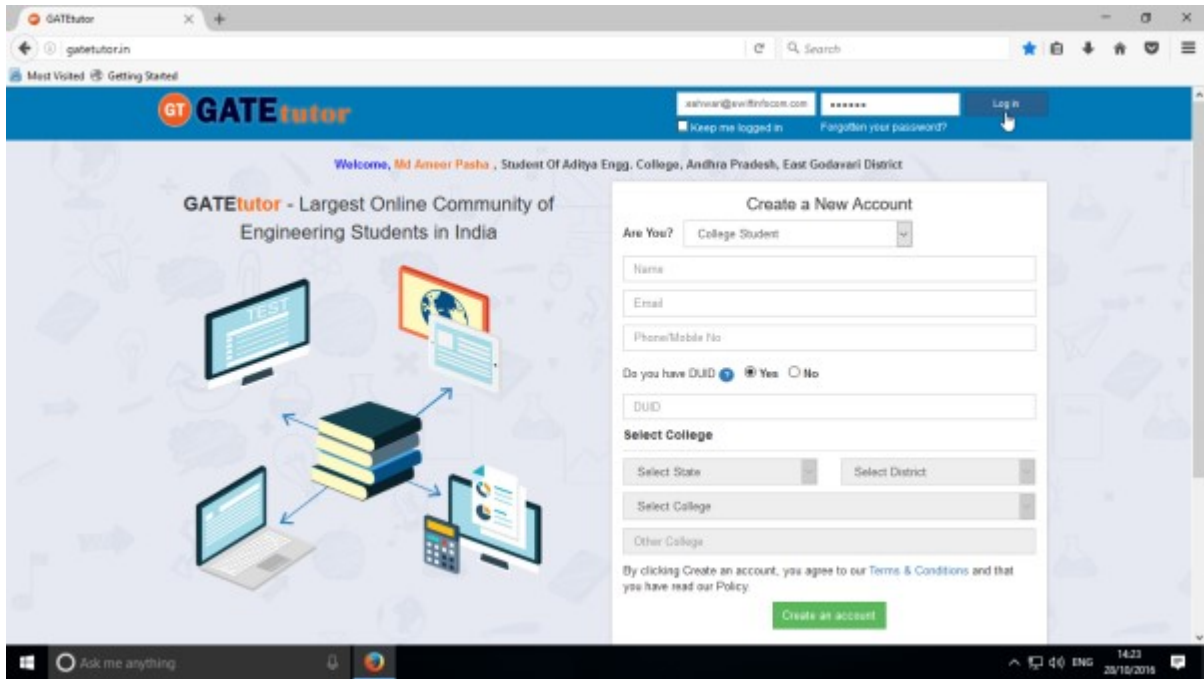 GATEtutor
gatetutor.in
Search
Most Visited Getting Started
GT GATEtutor
Log in
Keep me logged in Forgotten your password?
Welcome, Md Ameer Pasha , Student Of Aditya Engg. College, Andhra Pradesh, East Godavari District
GATEtutor - Largest Online Community of
Engineering Students in India
TEST
Create a New Account
Are You? College Student
Name
Email
Phone/Mobile No
Do you have DUID ? Yes No
DUID
Select College
Select State Select District
Select College
Other College
By clicking Create an account, you agree to our Terms & Conditions and that
you have read our Policy.
Create an account
Ask me anything
ENG
14:23
28/10/2016